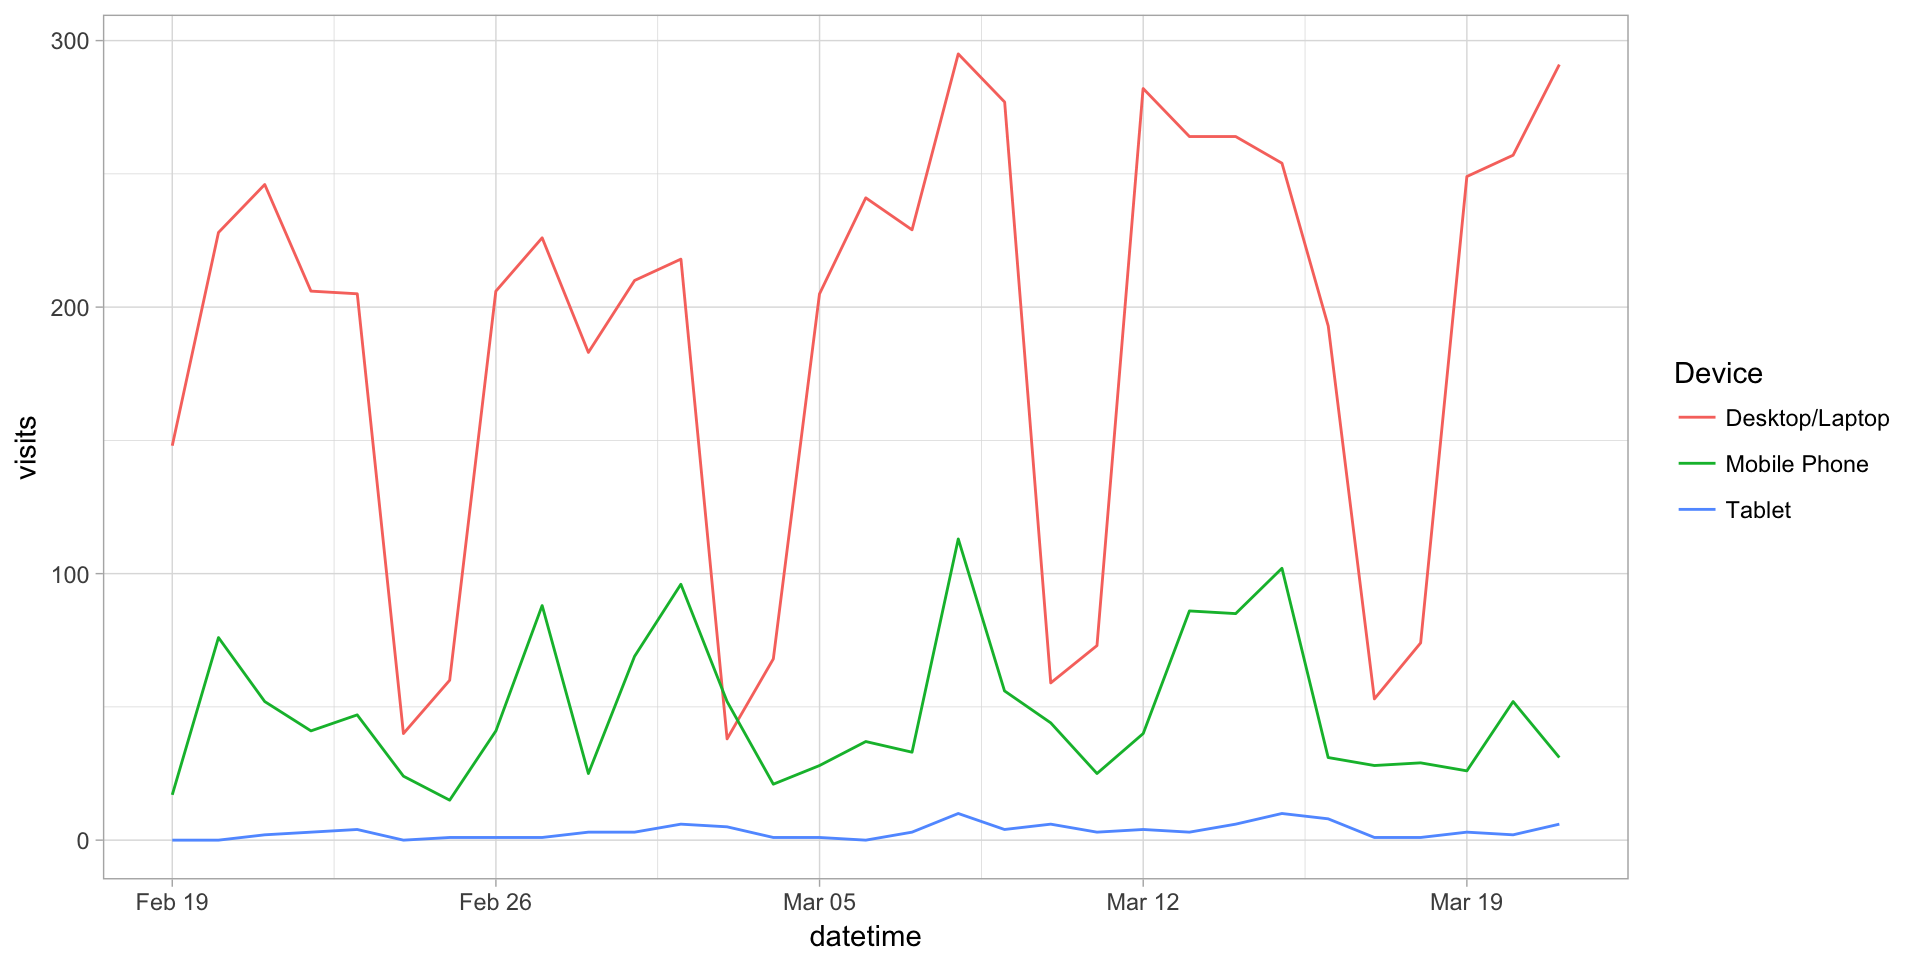 300
200
100
0
visits
Feb 19
Feb 26
Mar 05
Mar 12
Mar 19
datetime
Device
Desktop/Laptop
Mobile Phone
Tablet